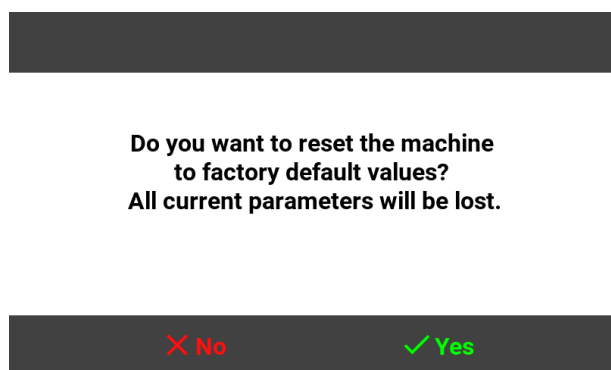 Do you want to reset the machine
to factory default values?
All current parameters will be lost.
No
Yes